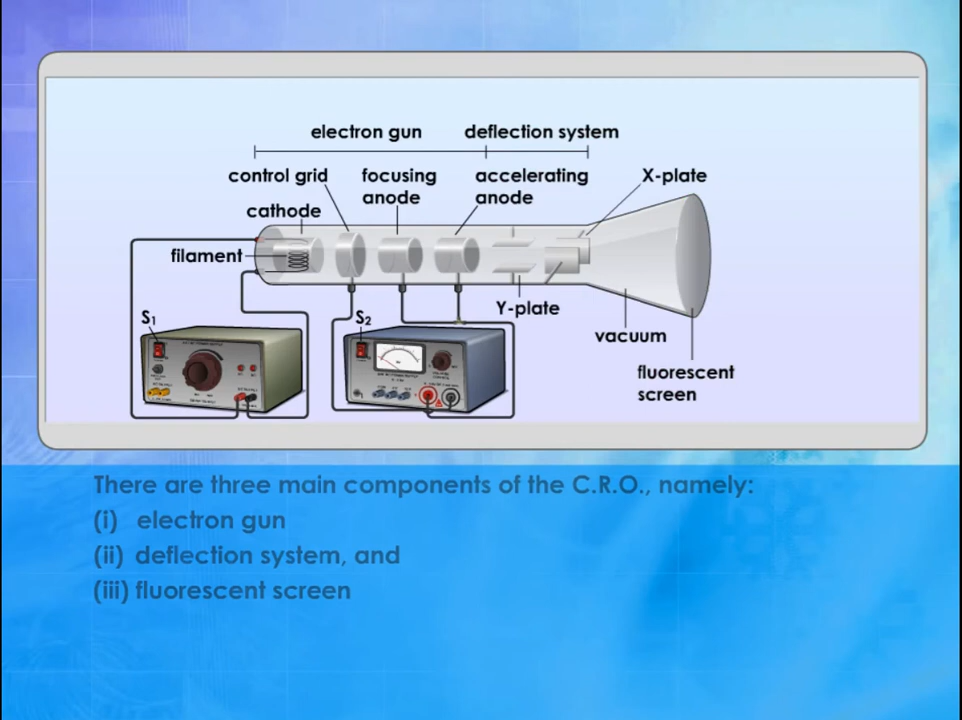 electron gun deflection system
control grid focusing anode accelerating anode X-plate
cathode
filament
S1 S2 Y-plate
vacuum
fluorescent
screen
There are three main components of the C.R.O., namely:
(i) electron gun
(ii) deflection system, and
(iii) fluorescent screen